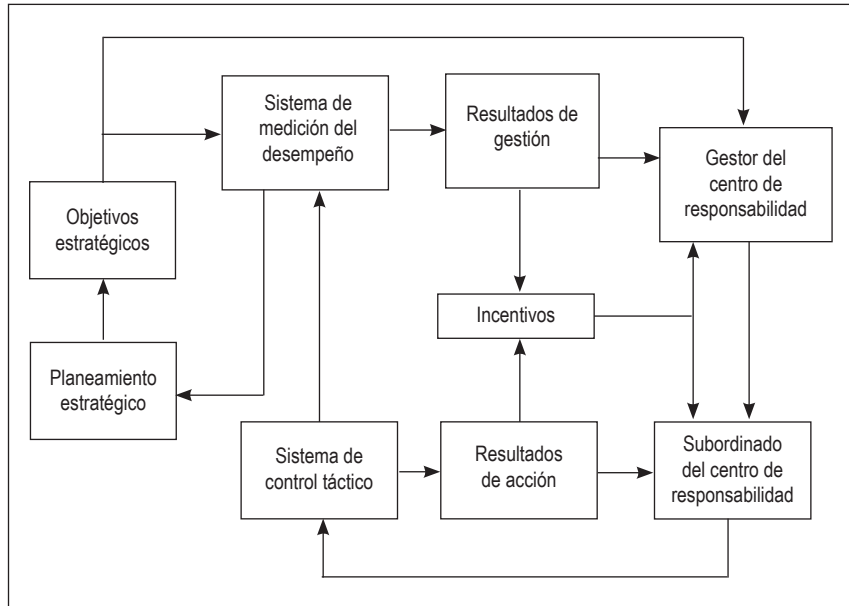 Sistema de
medición del
desempeño
Resultados de
gestión
Gestor del
centro de
responsabilidad
Objetivos
estratégicos
Incentivos
Planeamiento
estratégico
Sistema de
control táctico
Resultados
de acción
Subordinado
del centro de
responsabilidad